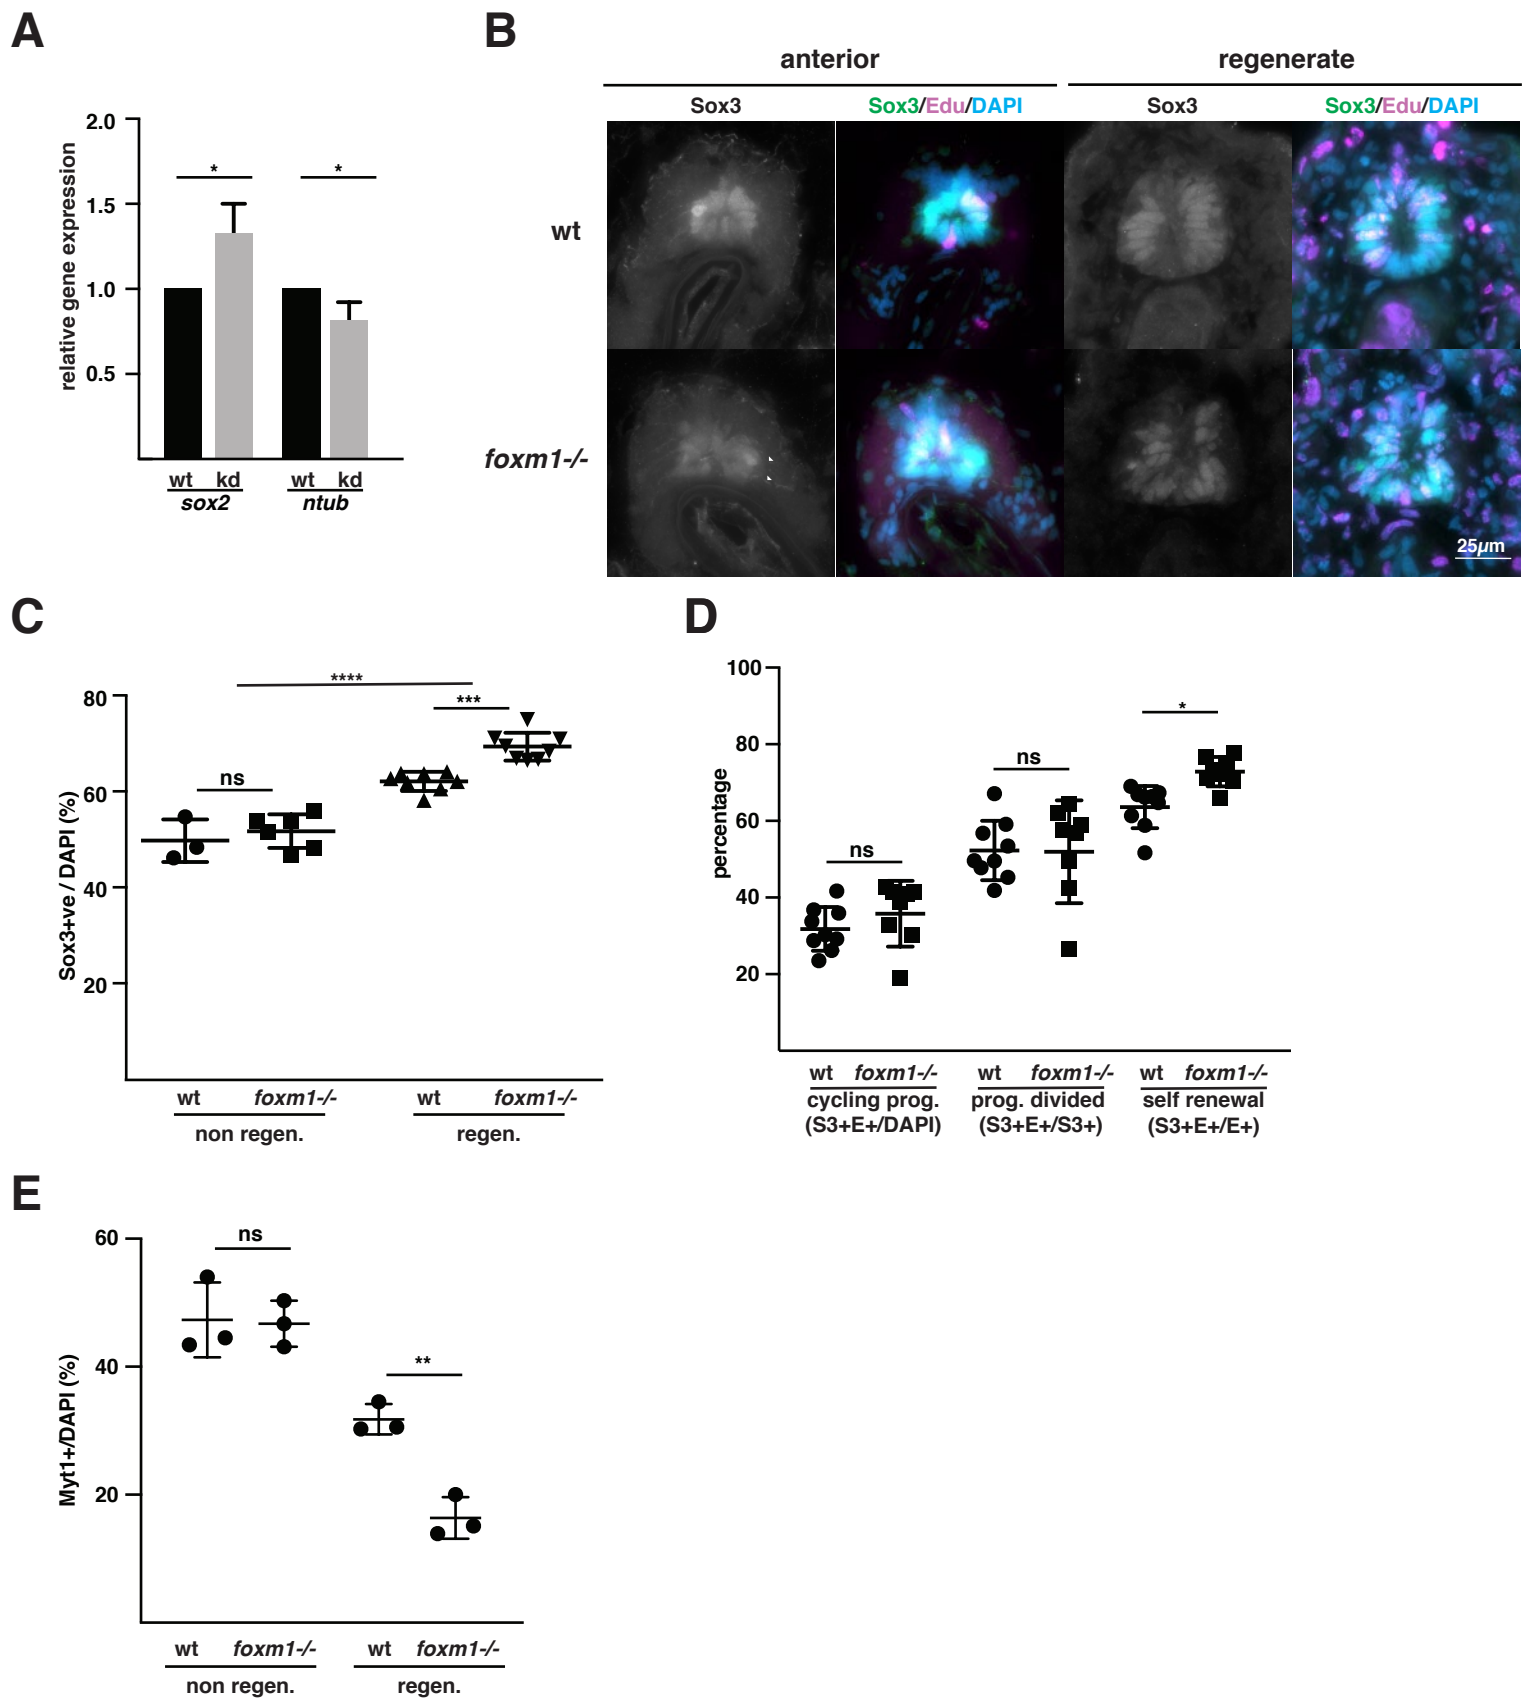 A
2.0
1.5
1.0
0.5
relative gene expression
*
*
wt kd wt kd
sox2 ntub
B
anterior regenerate
Sox3 Sox3/Edu/DAPI Sox3 Sox3/Edu/DAPI
wt
foxm1-/-
25µm
C
80
60
40
20
Sox3+ve / DAPI (%)
****
***
ns
wt foxm1-/- wt foxm1-/-
non regen. regen.
D
100
80
60
40
20
percentage
*
ns
ns
wt foxm1-/- wt foxm1-/- wt foxm1-/-
cycling prog. prog. divided self renewal
(S3+E+/DAPI) (S3+E+/S3+) (S3+E+/E+)
E
60
40
20
Myt1+/DAPI (%)
ns
**
wt foxm1-/- wt foxm1-/-
non regen. regen.